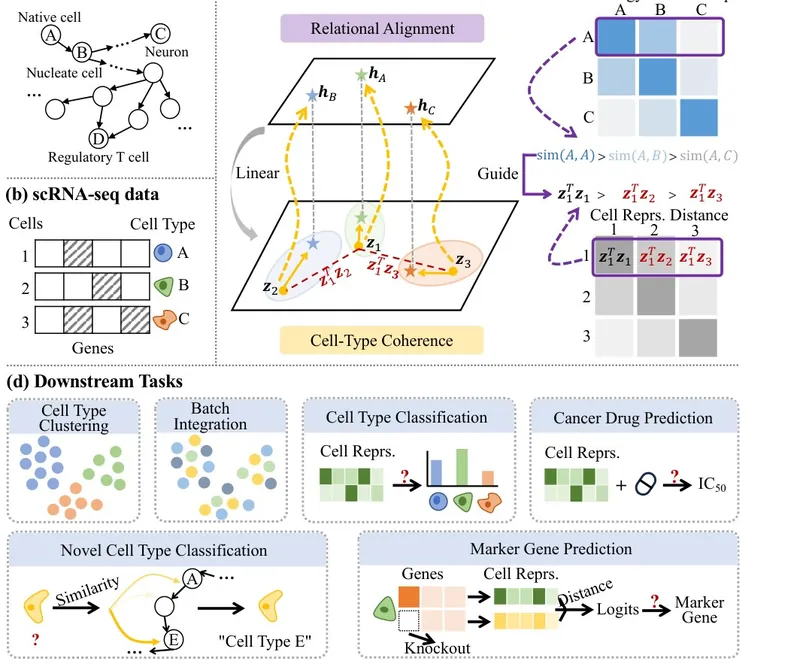 Native cell
A
B
...
C
Neuron
Nucleate cell
...
D
...
Regulatory T cell
(b) scRNA-seq data
Cells
Cell Type
1
A
2
B
3
C
Genes
Relational Alignment
h_B
h_A
h_C
Linear
z_1
z_2
z_3
z_1^T z_2
z_1^T z_3
Cell-Type Coherence
A B C
A
B
C
sim(A, A) > sim(A, B) > sim(A, C)
Guide
z_1^T z_1 > z_1^T z_2 > z_1^T z_3
Cell Reprs. Distance
1 2 3
1 z_1^T z_1 z_1^T z_2 z_1^T z_3
2
3
(d) Downstream Tasks
Cell Type
Clustering
Batch
Integration
Cell Type Classification
Cell Reprs.
?
Cancer Drug Prediction
Cell Reprs.
+
?
IC50
Novel Cell Type Classification
?
Similarity
A
...
E
...
"Cell Type E"
Marker Gene Prediction
Genes
Cell Reprs.
Distance
Logits
?
Marker
Gene
Knockout